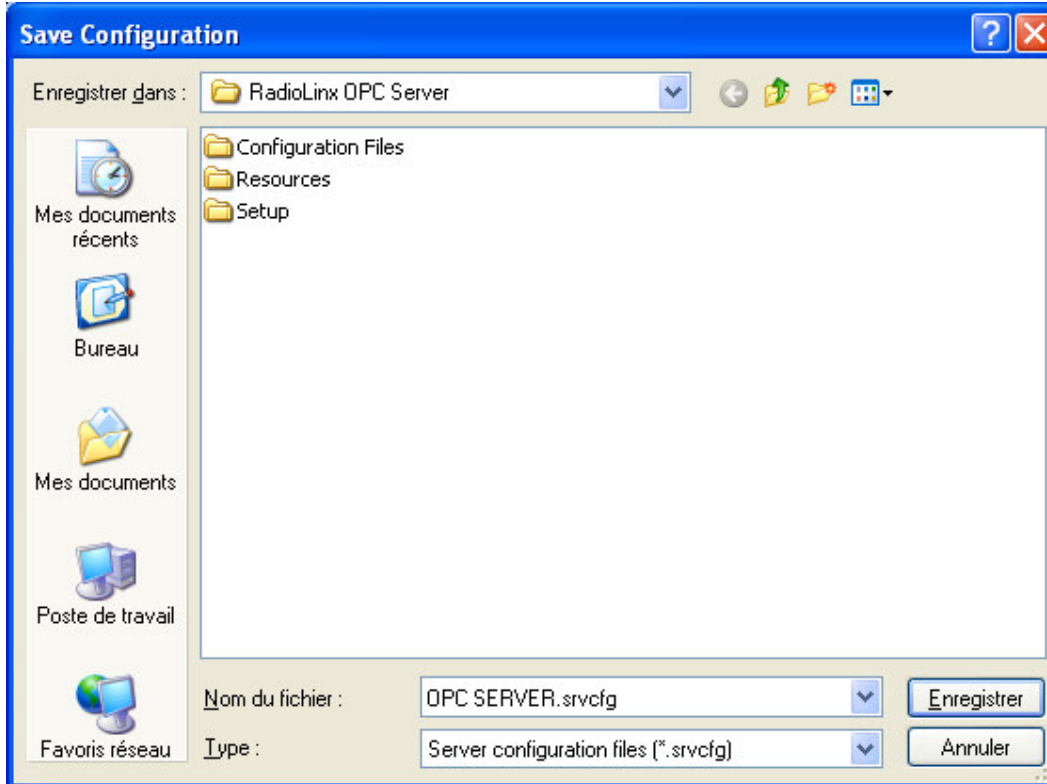 Save Configuration
Enregistrer dans : RadioLinx OPC Server
Configuration Files
Resources
Setup
Mes documents
récents
Bureau
Mes documents
Poste de travail
Favoris réseau
Nom du fichier : OPC SERVER.srvcfg Enregistrer
Type : Server configuration files (*.srvcfg) Annuler